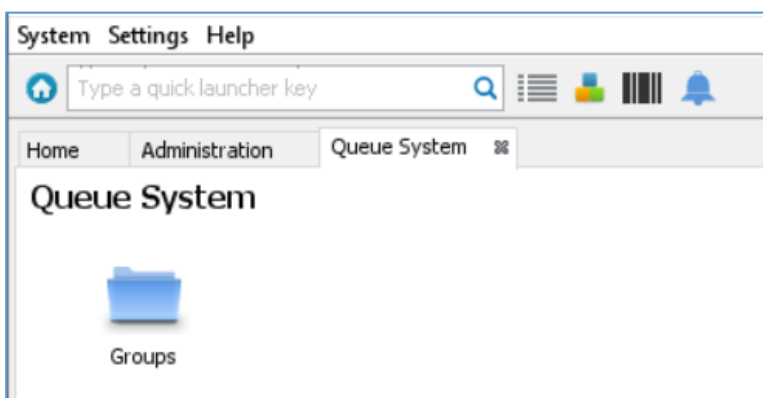 System Settings Help
Type a quick launcher key
Home Administration Queue System
Queue System
Groups